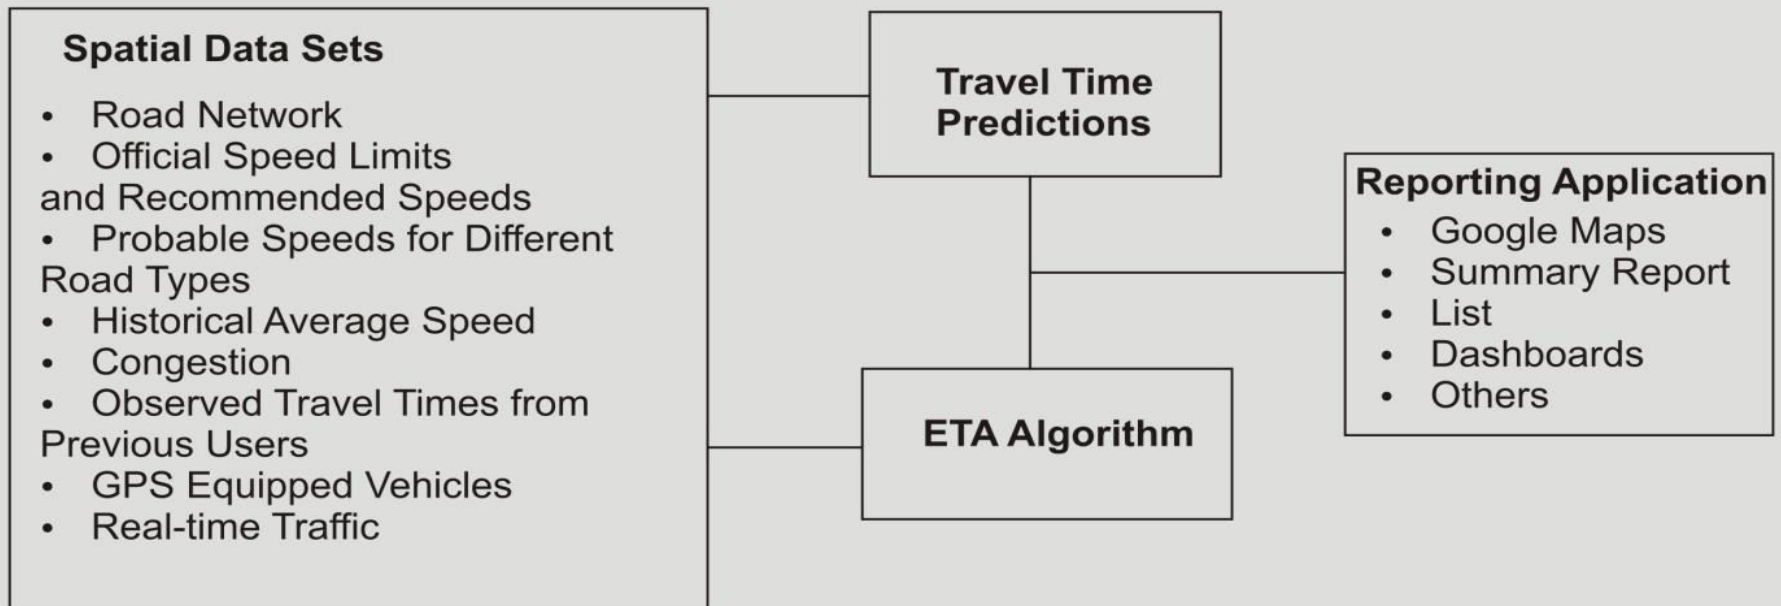 Spatial Data Sets
• Road Network
• Official Speed Limits
and Recommended Speeds
• Probable Speeds for Different
Road Types
• Historical Average Speed
• Congestion
• Observed Travel Times from
Previous Users
• GPS Equipped Vehicles
• Real-time Traffic
Travel Time
Predictions
ETA Algorithm
Reporting Application
• Google Maps
• Summary Report
• List
• Dashboards
• Others